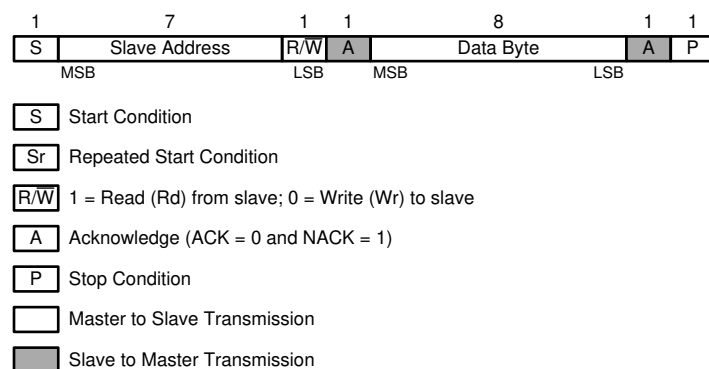 1 7 1 1 8 1 1
S Slave Address R/W̅ A Data Byte A P
MSB LSB MSB LSB
S Start Condition
Sr Repeated Start Condition
R/W̅ 1 = Read (Rd) from slave; 0 = Write (Wr) to slave
A Acknowledge (ACK = 0 and NACK = 1)
P Stop Condition
Master to Slave Transmission
Slave to Master Transmission